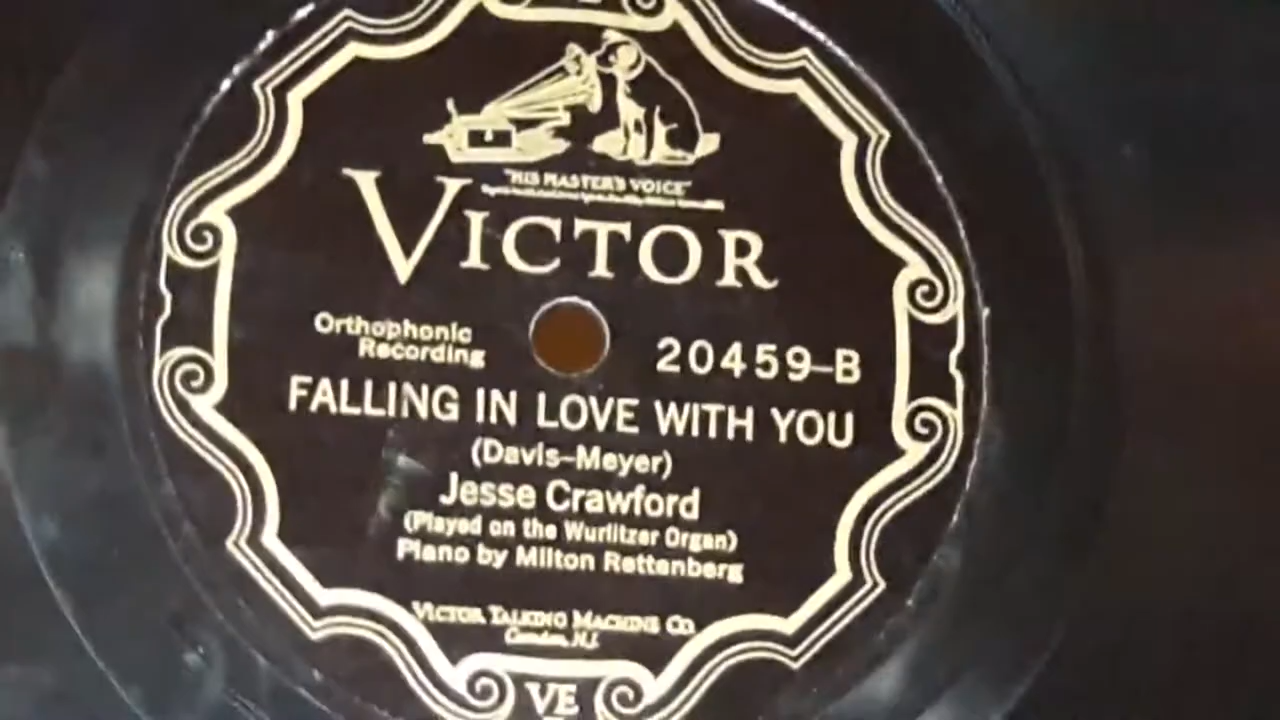 "HIS MASTER'S VOICE"
VICTOR
Orthophonic
Recording
20459-B
FALLING IN LOVE WITH YOU
(Davis-Meyer)
Jesse Crawford
(Played on the Wurlitzer Organ)
Piano by Milton Rettenberg
VICTOR TALKING MACHINE CO.
Camden, N.J.
VE